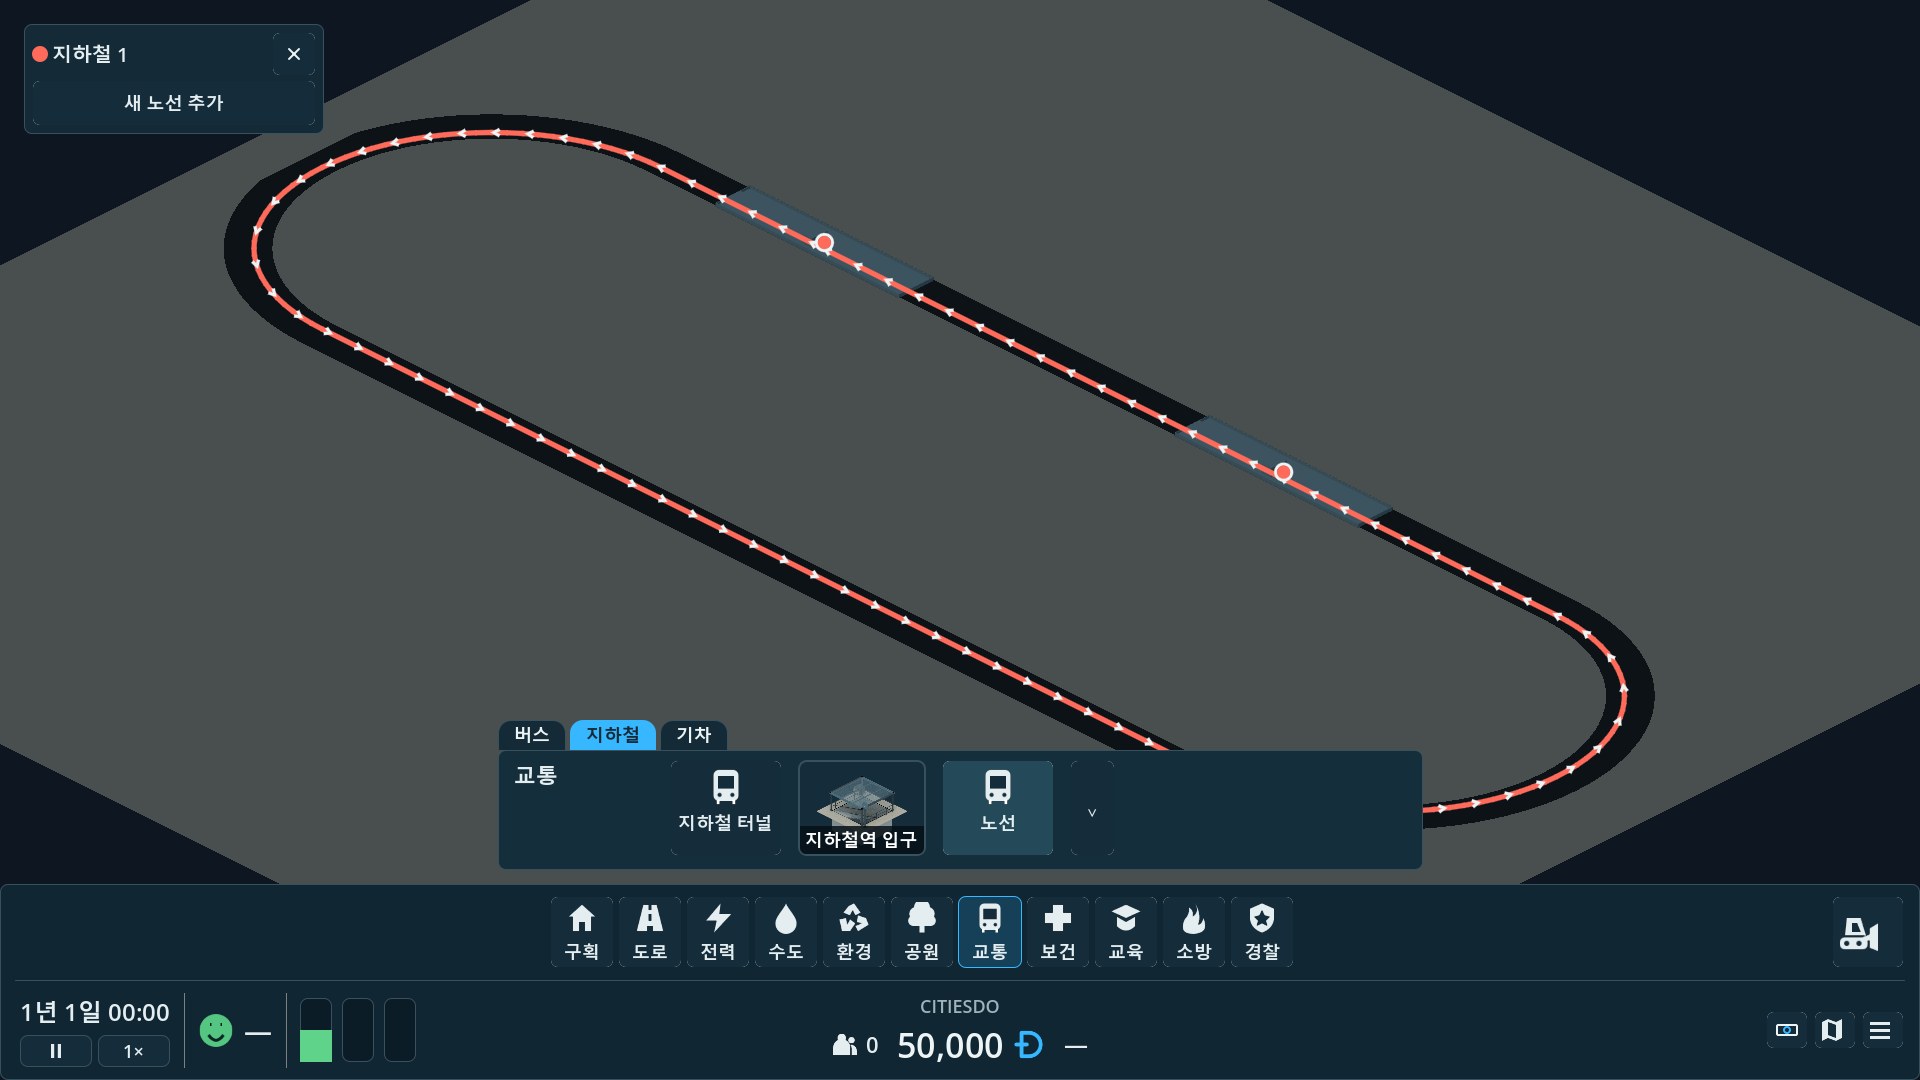 지하철 1
새 노선 추가
버스
지하철
기차
교통
지하철 터널
지하철역 입구
노선
구획
도로
전력
수도
환경
공원
교통
보건
교육
소방
경찰
1년 1일 00:00
1×
—
CITIESDO
0
50,000
—